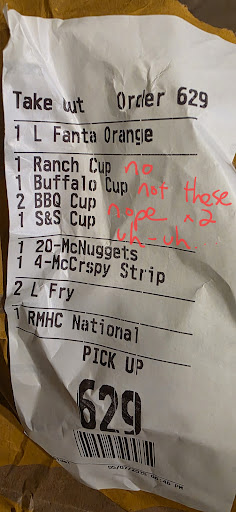 Take out Order 629
1 L Fanta Orange
1 Ranch Cup no
1 Buffalo Cup not these
2 BBQ Cup nope x2
1 S&S Cup uh-uh
1 20-McNuggets
1 4-McCrspy Strip
2 L Fry
1 RMHC National
PICK UP
629